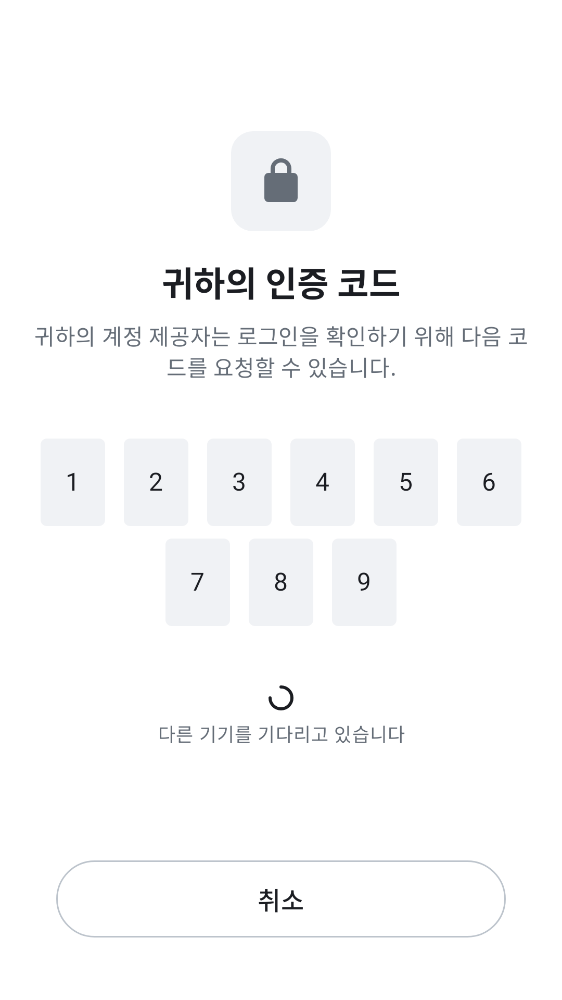 귀하의 인증 코드
귀하의 계정 제공자는 로그인을 확인하기 위해 다음 코
드를 요청할 수 있습니다.
1 2 3 4 5 6
7 8 9
다른 기기를 기다리고 있습니다
취소